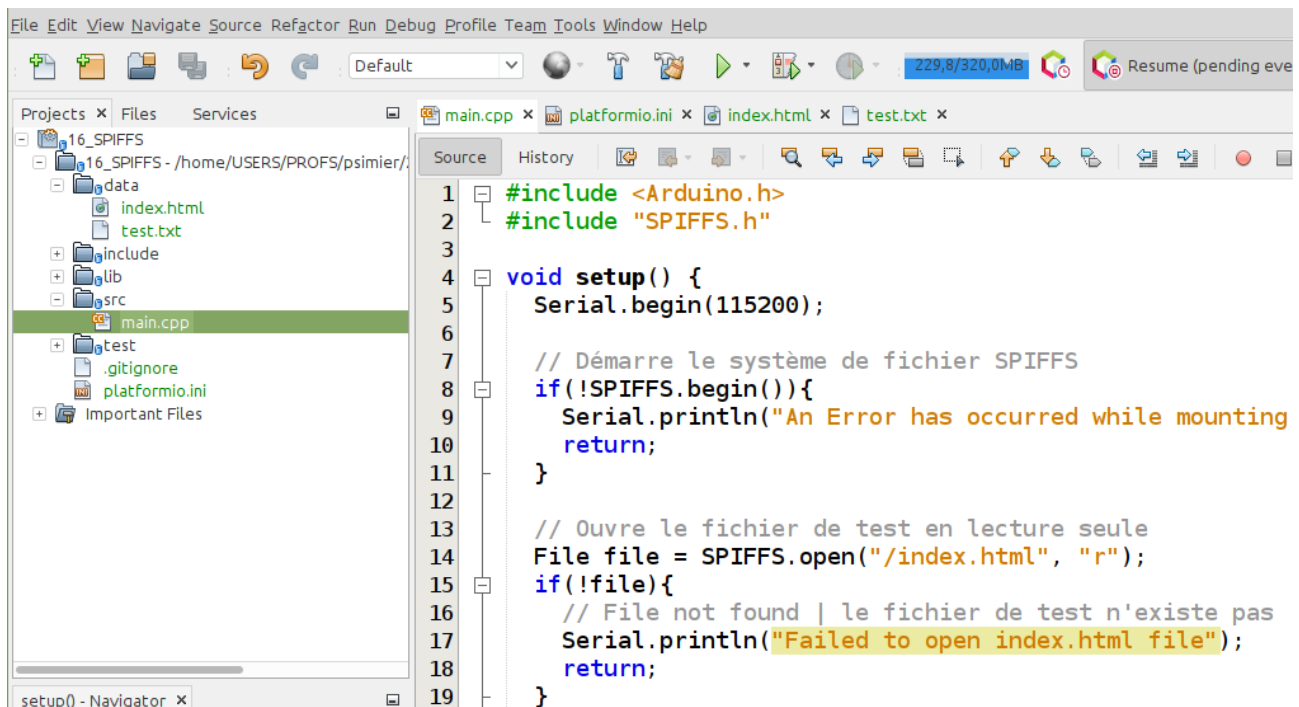 File Edit View Navigate Source Refactor Run Debug Profile Team Tools Window Help
Default 229,8/320,0MB Resume (pending eve
Projects Files Services
main.cpp platformio.ini index.html test.txt
16_SPIFFS
16_SPIFFS - /home/USERS/PROFS/psimier/
data
index.html
test.txt
include
lib
src
main.cpp
test
.gitignore
platformio.ini
Important Files
setup() - Navigator
Source History
1 #include <Arduino.h>
2 #include "SPIFFS.h"
3
4 void setup() {
5 Serial.begin(115200);
6
7 // Démarre le système de fichier SPIFFS
8 if(!SPIFFS.begin()){
9 Serial.println("An Error has occurred while mounting
10 return;
11 }
12
13 // Ouvre le fichier de test en lecture seule
14 File file = SPIFFS.open("/index.html", "r");
15 if(!file){
16 // File not found | le fichier de test n'existe pas
17 Serial.println("Failed to open index.html file");
18 return;
19 }